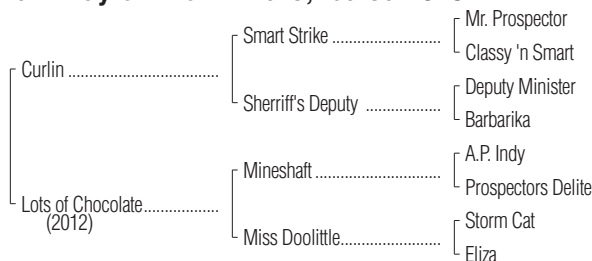 Mr. Prospector
Smart Strike
Classy 'n Smart
Curlin
Deputy Minister
Sherriff's Deputy
Barbarika
A.P. Indy
Mineshaft
Prospectors Delite
Lots of Chocolate
(2012)
Storm Cat
Miss Doolittle
Eliza